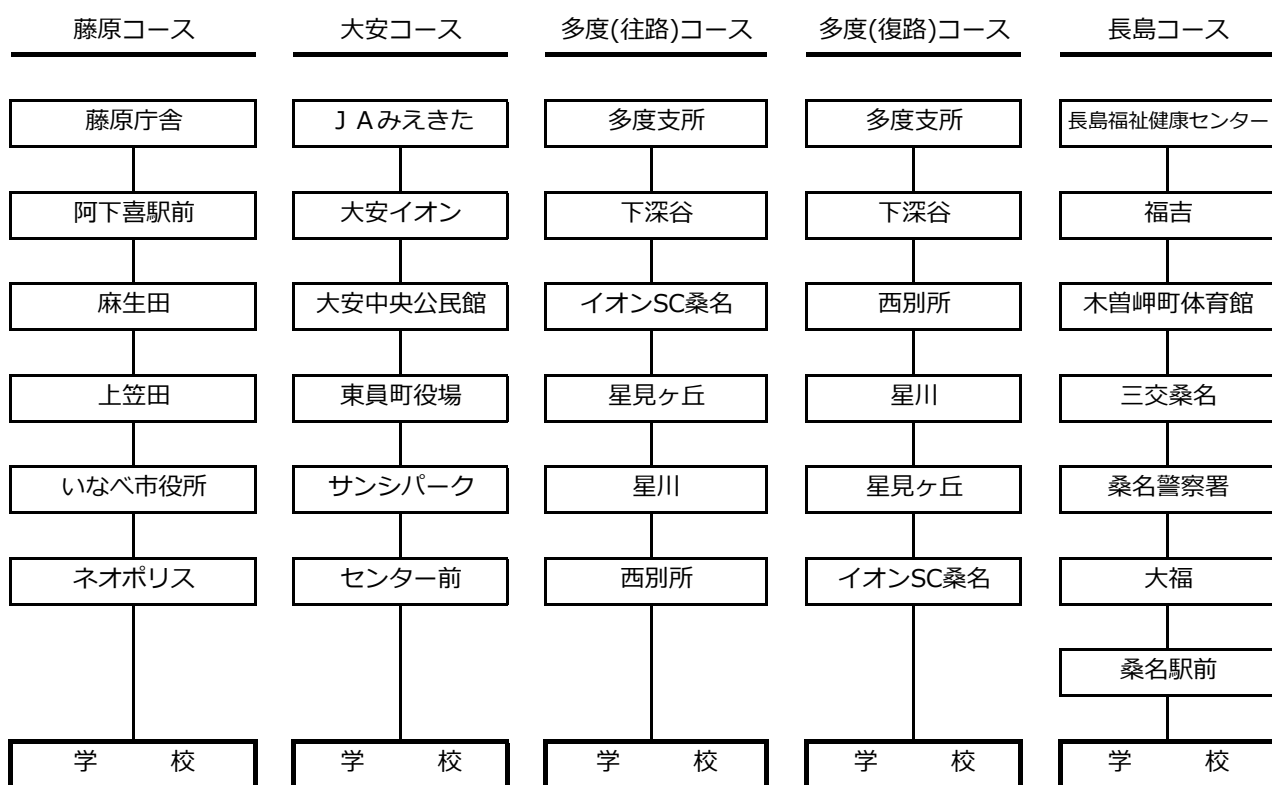 藤原コース 大安コース 多度(往路)コース 多度(復路)コース 長島コース
藤原庁舎 ＪＡみえきた 多度支所 多度支所 長島福祉健康センター
阿下喜駅前 大安イオン 下深谷 下深谷 福吉
麻生田 大安中央公民館 イオンSC桑名 西別所 木曽岬町体育館
上笠田 東員町役場 星見ヶ丘 星川 三交桑名
いなべ市役所 サンシパーク 星川 星見ヶ丘 桑名警察署
ネオポリス センター前 西別所 イオンSC桑名 大福
桑名駅前
学　　校 学　　校 学　　校 学　　校 学　　校